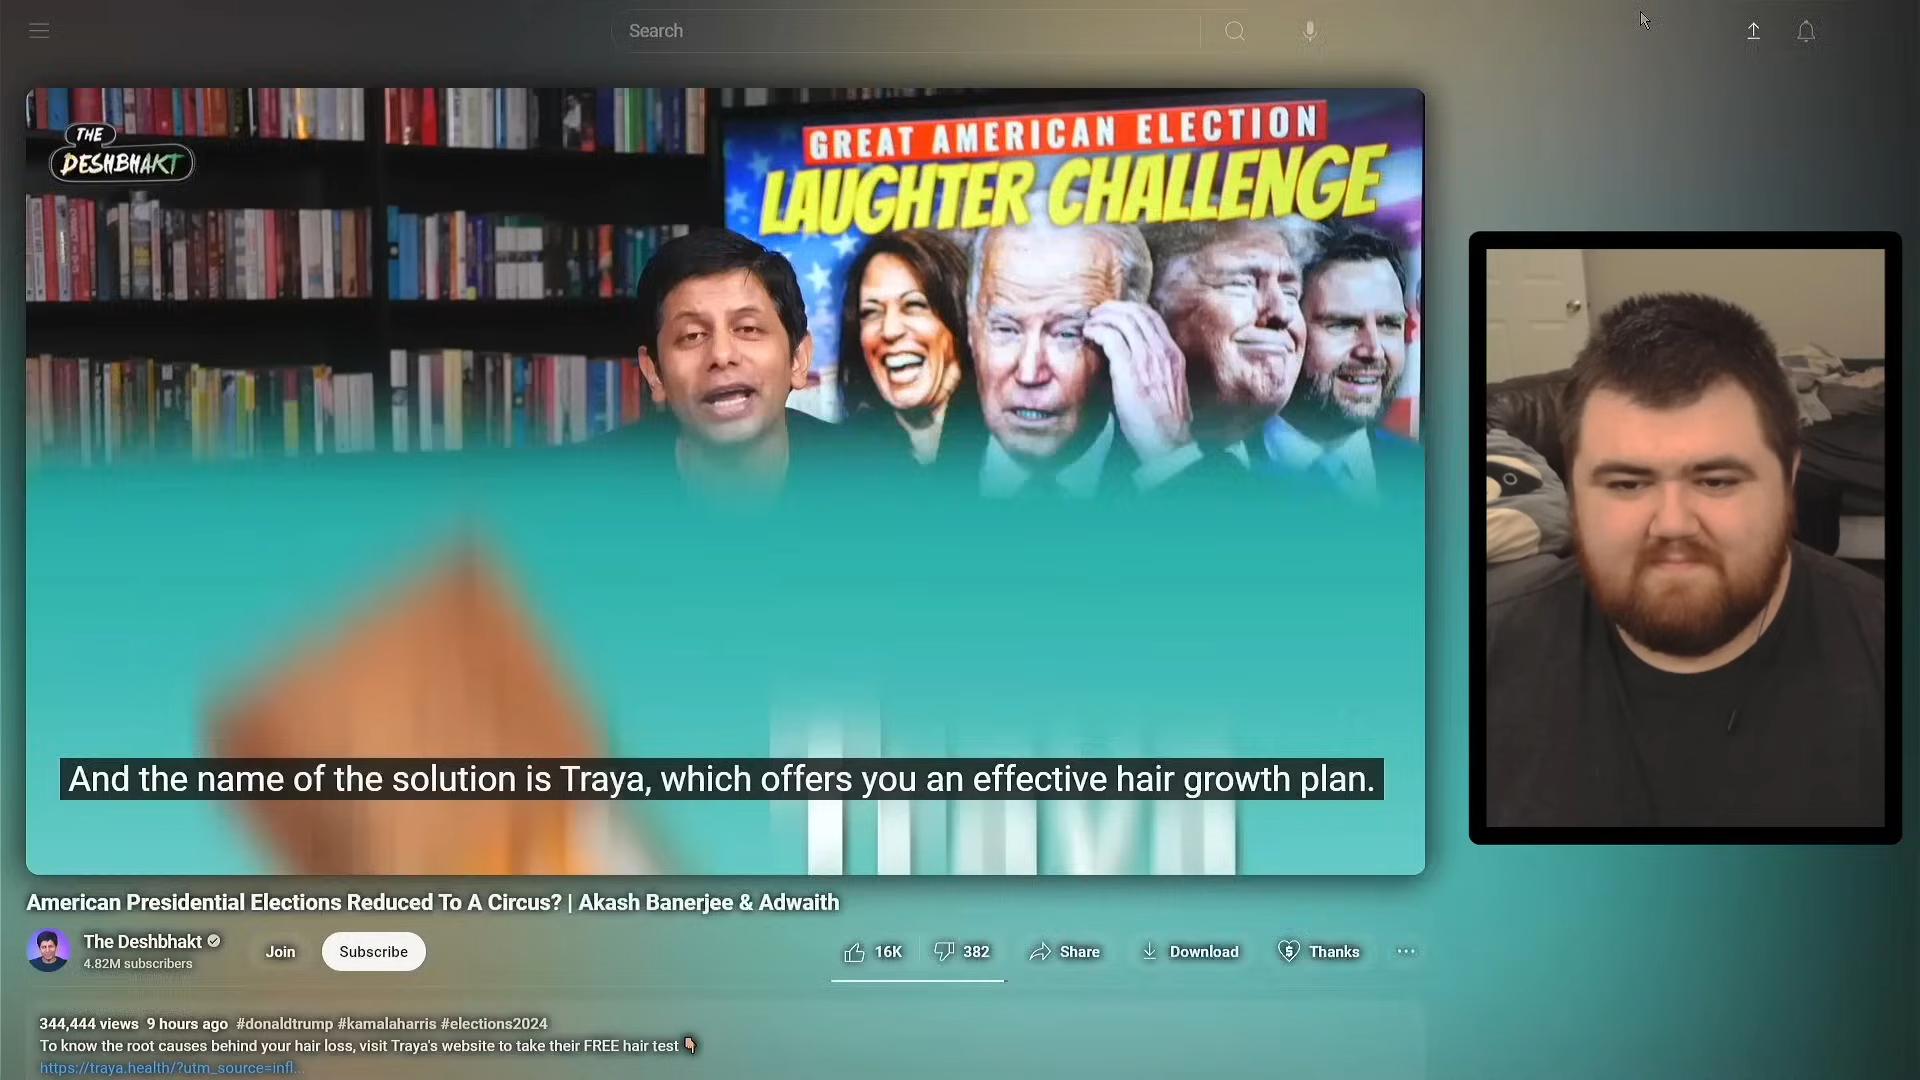 Search
THE
DESHBHAKT
GREAT AMERICAN ELECTION
LAUGHTER CHALLENGE
And the name of the solution is Traya, which offers you an effective hair growth plan.
American Presidential Elections Reduced To A Circus? | Akash Banerjee & Adwaith
The Deshbhakt
4.82M subscribers
Join
Subscribe
16K
382
Share
Download
Thanks
344,444 views 9 hours ago #donaldtrump #kamalaharris #elections2024
To know the root causes behind your hair loss, visit Traya's website to take their FREE hair test
https://traya.health/?utm_source=infl...